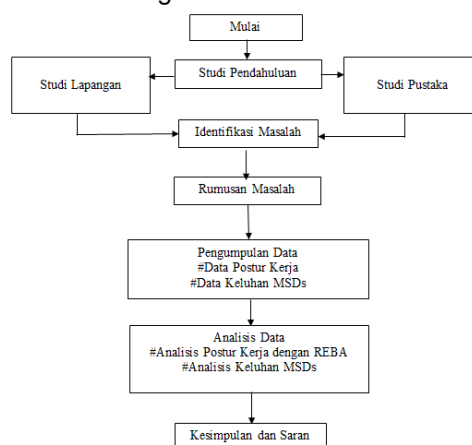 Mulai
Studi Pendahuluan
Studi Lapangan
Studi Pustaka
Identifikasi Masalah
Rumusan Masalah
Pengumpulan Data
#Data Postur Kerja
#Data Keluhan MSDs
Analisis Data
#Analisis Postur Kerja dengan REBA
#Analisis Keluhan MSDs
Kesimpulan dan Saran